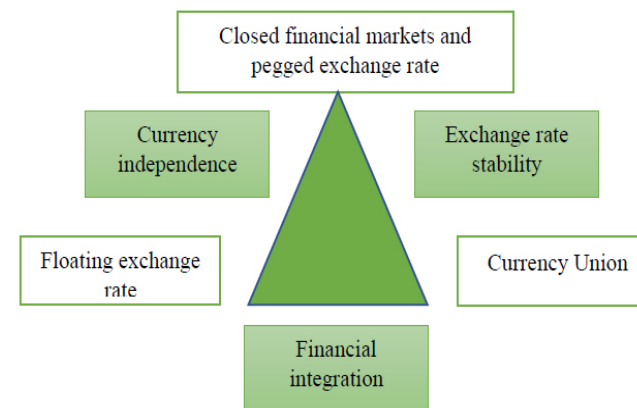 Closed financial markets and
pegged exchange rate
Currency
independence
Exchange rate
stability
Floating exchange
rate
Currency Union
Financial
integration